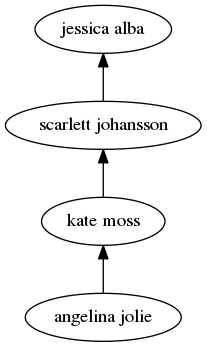 jessica alba
scarlett johansson
kate moss
angelina jolie